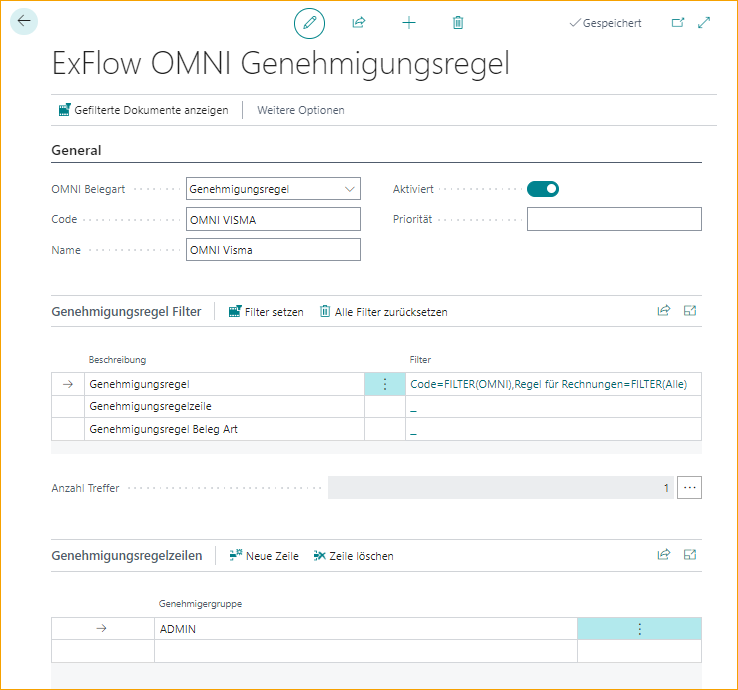 Gespeichert
ExFlow OMNI Genehmigungsregel
Gefilterte Dokumente anzeigen Weitere Optionen
General
OMNI Belegart Genehmigungsregel Aktiviert
Code OMNI VISMA Priorität
Name OMNI Visma
Genehmigungsregel Filter Filter setzen Alle Filter zurücksetzen
Beschreibung Filter
Genehmigungsregel Code=FILTER(OMNI),Regel für Rechnungen=FILTER(Alle)
Genehmigungsregelzeile _
Genehmigungsregel Beleg Art _
Anzahl Treffer 1
Genehmigungsregelzeilen Neue Zeile Zeile löschen
Genehmigergruppe
ADMIN